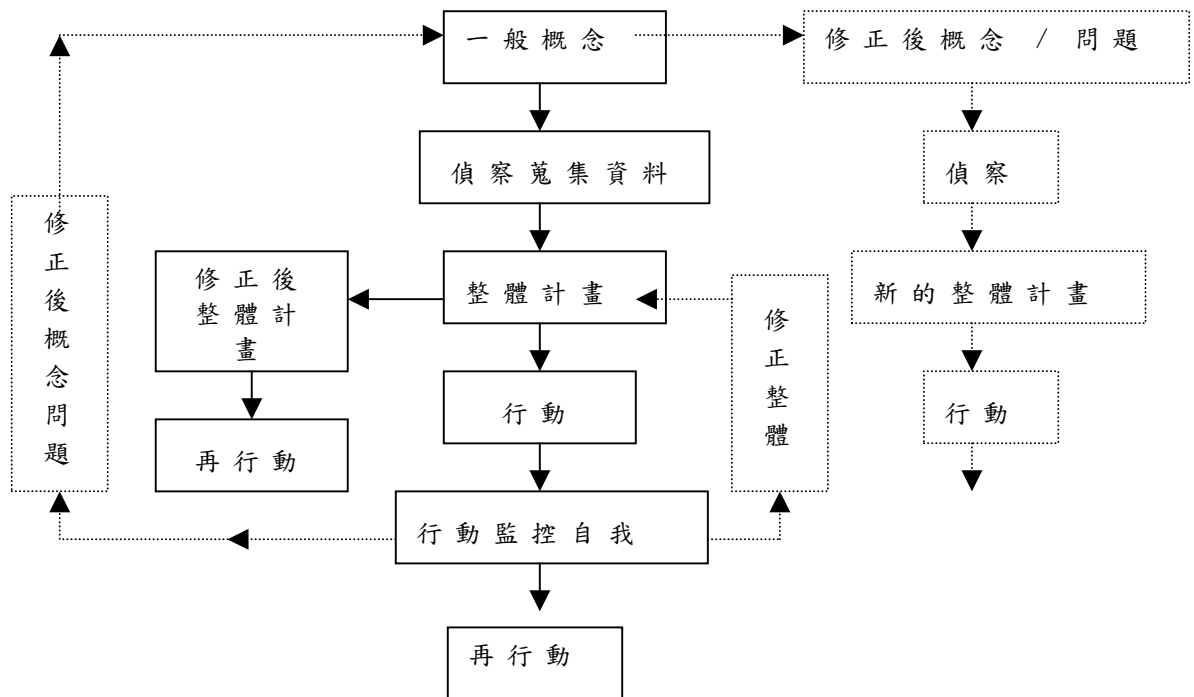 一般概念
修正後概念 / 問題
偵察蒐集資料
偵察
修正後概念問題
修正後
整體計
畫
整體計畫
修正整體
新的整體計畫
行動
行動
再行動
行動監控自我
再行動